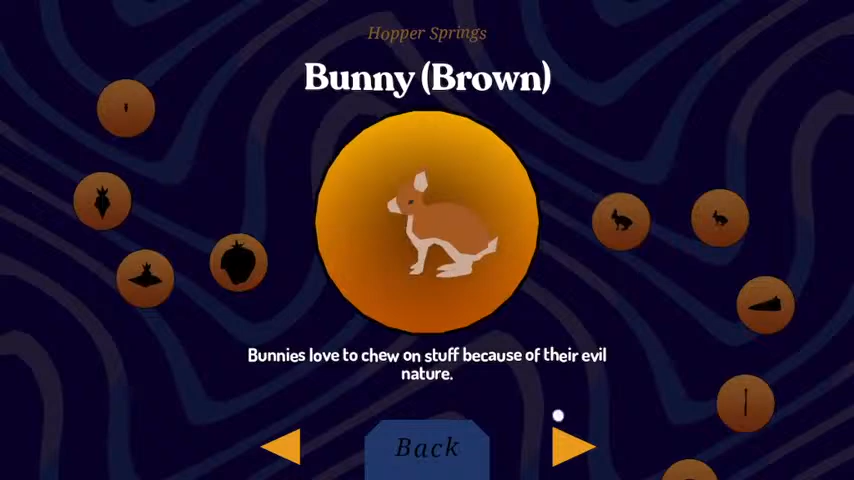 Hopper Springs
Bunny (Brown)
Bunnies love to chew on stuff because of their evil
nature.
Back